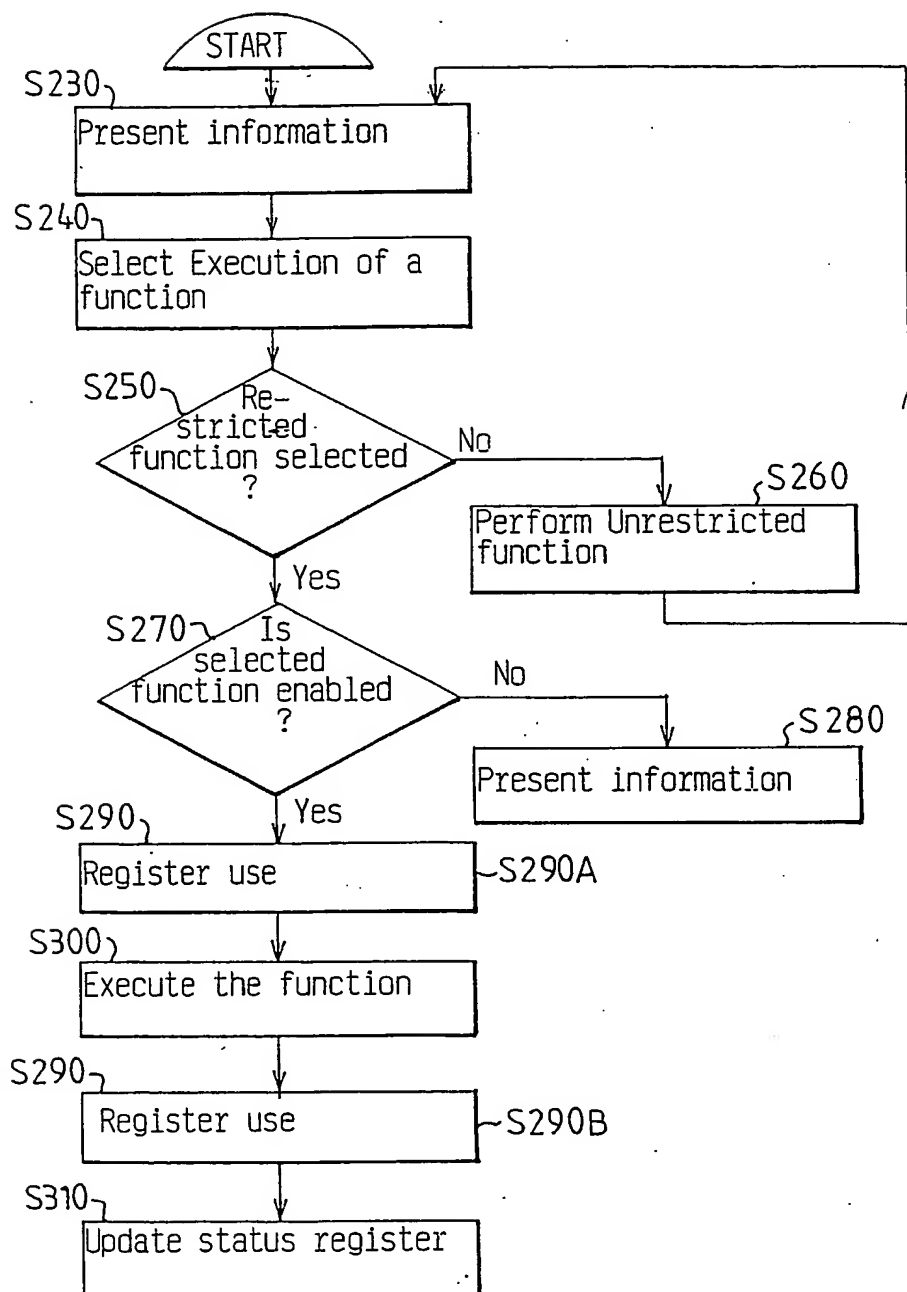 START
S230
Present information
S240
Select Execution of a
function
S250
Re-
stricted
function selected
?
No
S260
Perform Unrestricted
function
Yes
S270
Is
selected
function enabled
?
No
S280
Present information
Yes
S290
Register use
S290A
S300
Execute the function
S290
Register use
S290B
S310
Update status register